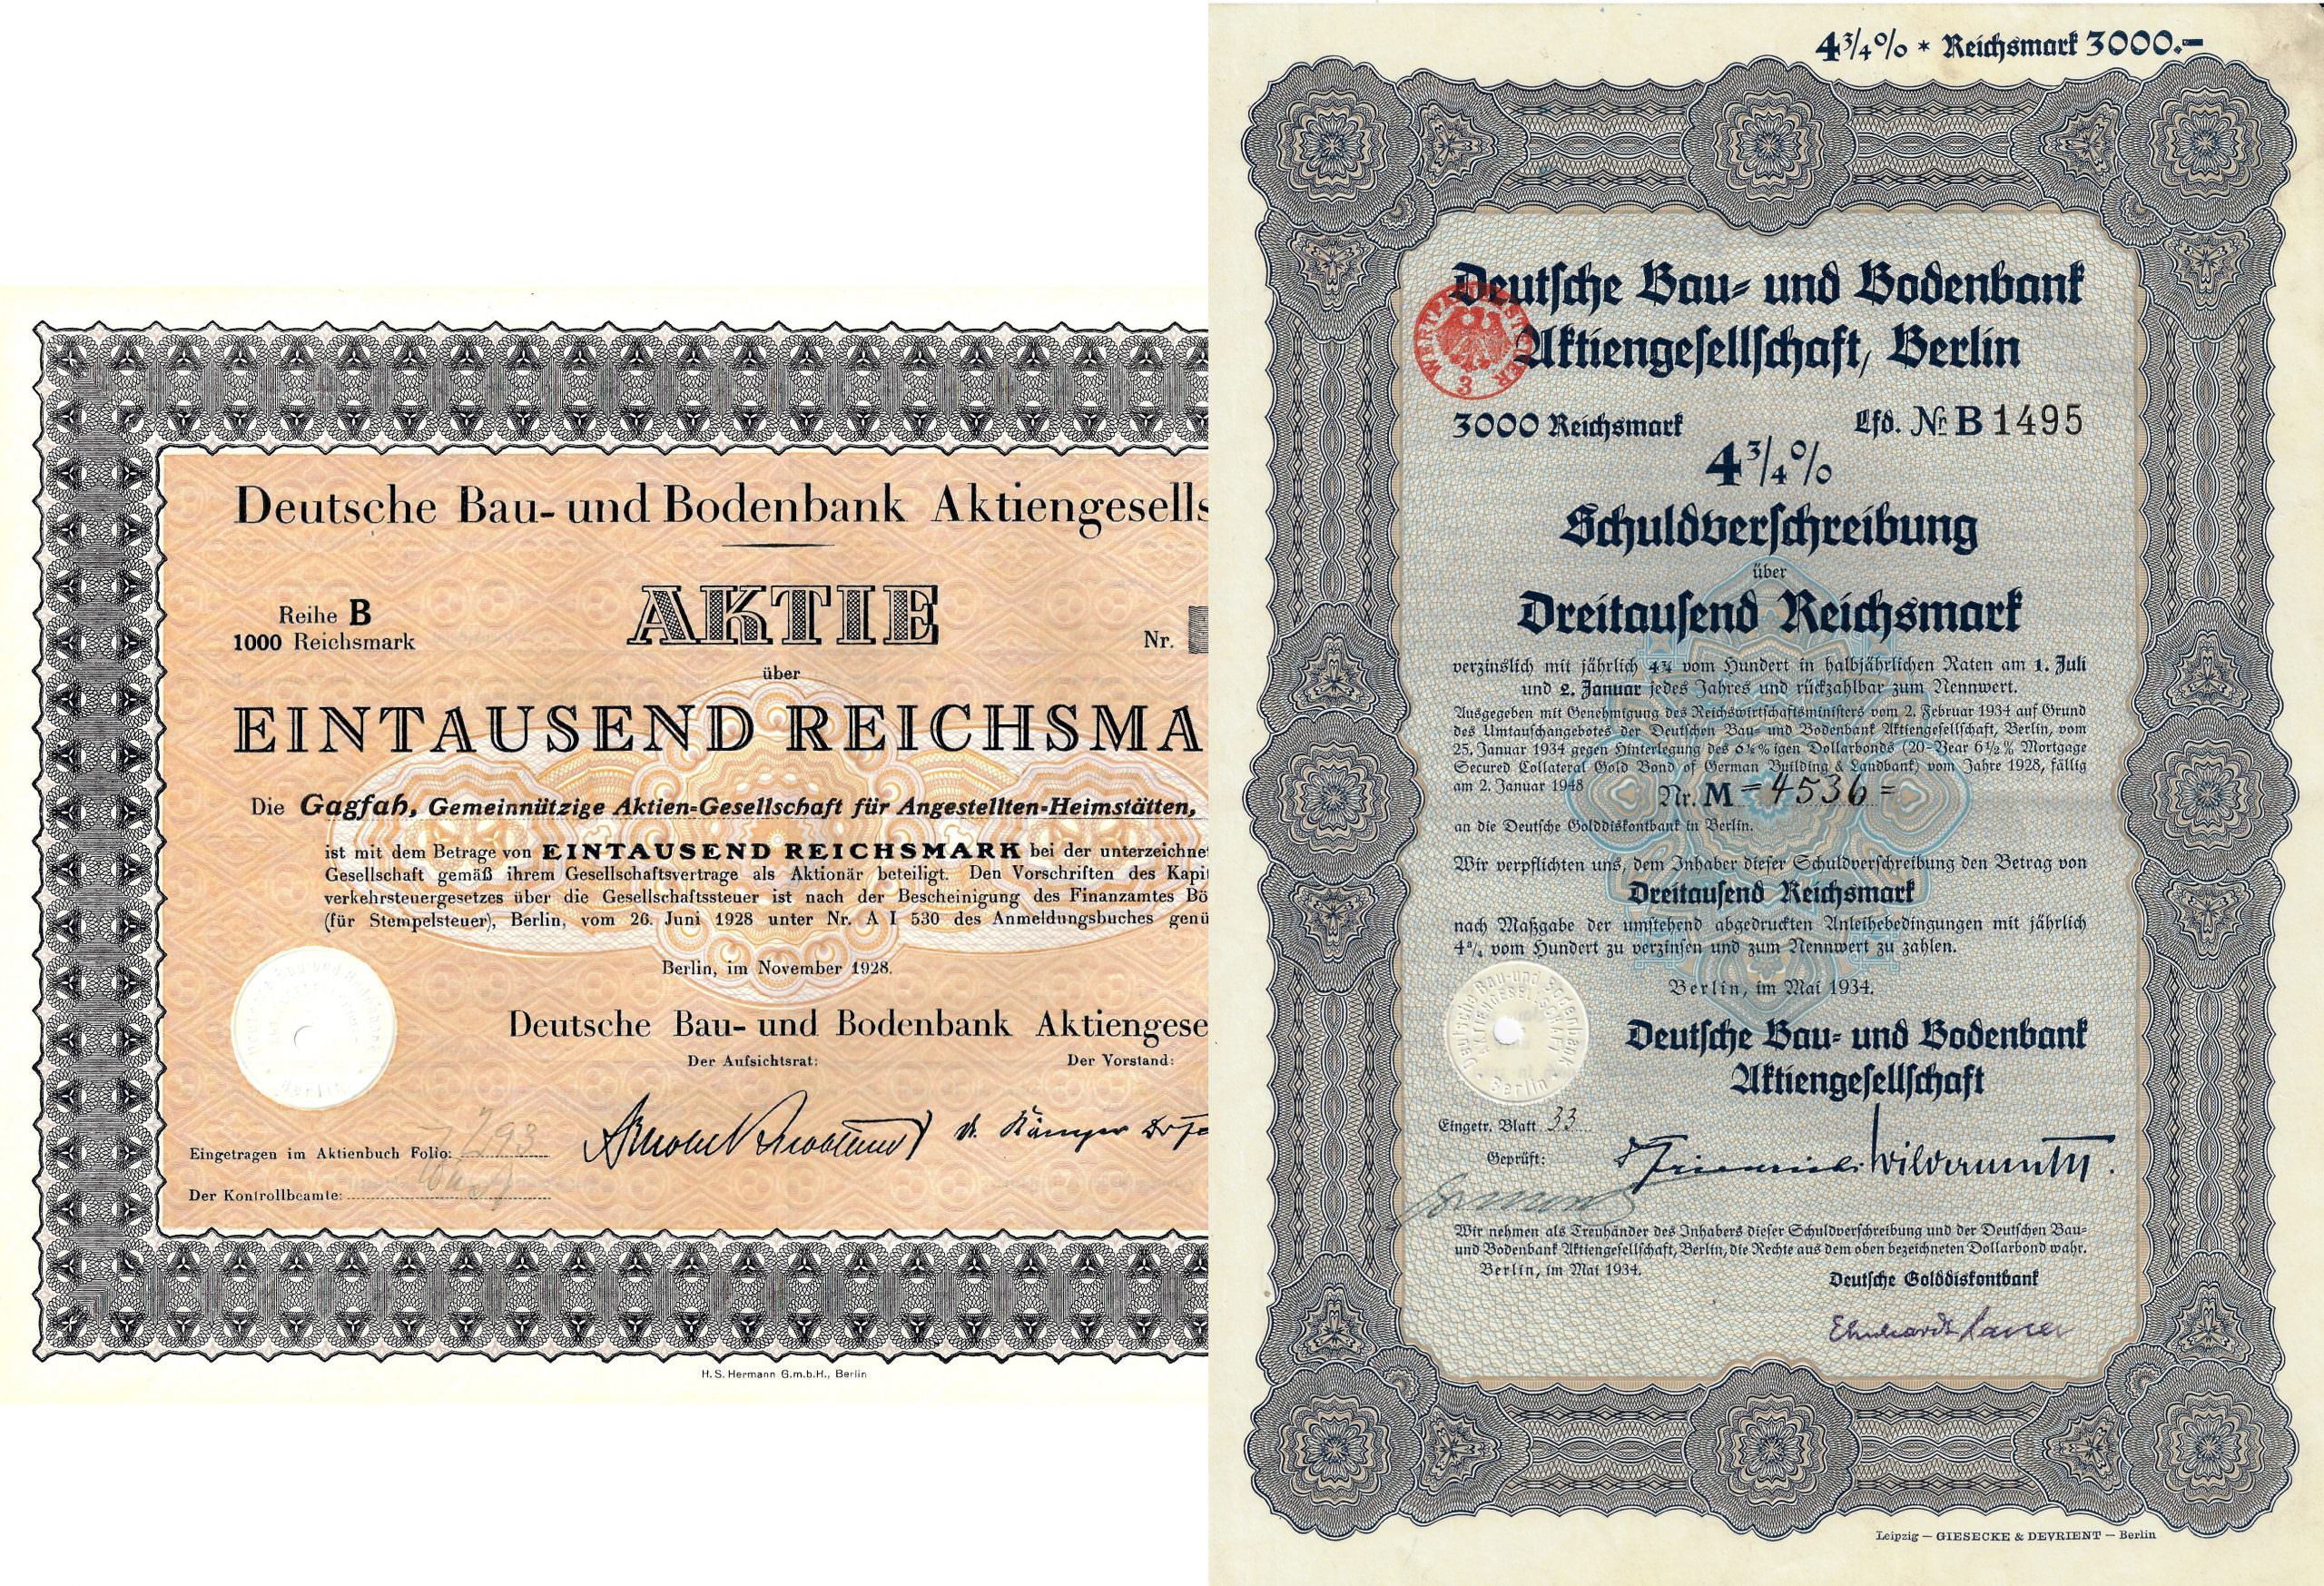 Deutsche Bau- und Bodenbank Aktiengesells
AKTIE
Reihe B
1000 Reichsmark
Nr.
über
EINTAUSEND REICHSMA
Die Gagfah, Gemeinnützige Aktien-Gesellschaft für Angestellten-Heimstätten,
ist mit dem Betrage von EINTAUSEND REICHSMARK bei der unterzeichne
Gesellschaft gemäß ihrem Gesellschaftsvertrage als Aktionär beteiligt. Den Vorschriften des Kapi
verkehrsteuergesetzes über die Gesellschaftssteuer ist nach der Bescheinigung des Finanzamtes Bö
(für Stempelsteuer), Berlin, vom 26. Juni 1928 unter Nr. A I 530 des Anmeldungsbuches genü
Berlin, im November 1928.
Deutsche Bau- und Bodenbank Aktiengese
Der Aufsichtsrat:
Der Vorstand:
Eingetragen im Aktienbuch Folio:
Der Kontrollbeamte:
H. S. Hermann G.m.b.H., Berlin
4¾% * Reichsmark 3000.—
Deutsche Bau- und Bodenbank
Aktiengesellschaft, Berlin
3000 Reichsmark
Lfd. Nr. B 1495
4¾%
Schuldverschreibung
über
Dreitausend Reichsmark
verzinslich mit jährlich 4¾ vom Hundert in halbjährlichen Raten am 1. Juli
und 2. Januar jedes Jahres und rückzahlbar zum Nennwert.
Ausgegeben mit Genehmigung des Reichswirtschaftsministers vom 2. Februar 1934 auf Grund
des Umtauschangebotes der Deutschen Bau- und Bodenbank Aktiengesellschaft, Berlin, vom
25. Januar 1934 gegen Hinterlegung des 6½%igen Dollarbonds (20-Year 6½% Mortgage
Secured Collateral Gold Bond of German Building & Landbank) vom Jahre 1928, fällig
am 2. Januar 1948
Nr. M =4536=
an die Deutsche Golddiskontbank in Berlin.
Wir verpflichten uns, dem Inhaber dieser Schuldverschreibung den Betrag von
Dreitausend Reichsmark
nach Maßgabe der umstehend abgedruckten Anleihebedingungen mit jährlich
4¾ vom Hundert zu verzinsen und zum Nennwert zu zahlen.
Berlin, im Mai 1934.
Deutsche Bau- und Bodenbank
Aktiengesellschaft
Deutsche Bau- und Bodenbank
AKTIENGESELLSCHAFT
Berlin
Eingetr. Blatt 33
Geprüft:
Wir nehmen als Treuhänder des Inhabers dieser Schuldverschreibung und der Deutschen Bau-
und Bodenbank Aktiengesellschaft, Berlin, die Rechte aus dem oben bezeichneten Dollarbond wahr.
Berlin, im Mai 1934.
Deutsche Golddiskontbank
Leipzig — GIESECKE & DEVRIENT — Berlin